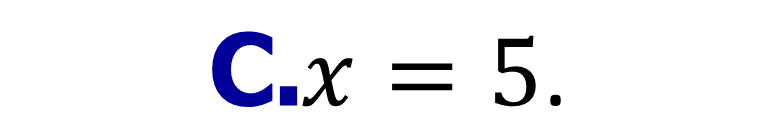 C.x = 5.